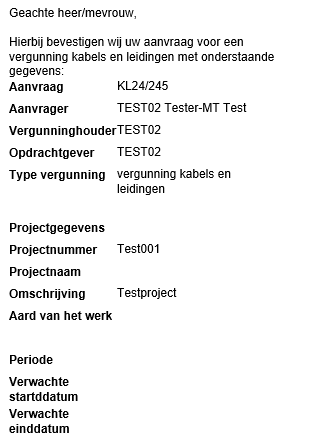 Geachte heer/mevrouw,
Hierbij bevestigen wij uw aanvraag voor een
vergunning kabels en leidingen met onderstaande
gegevens:
Aanvraag KL24/245
Aanvrager TEST02 Tester-MT Test
Vergunninghouder TEST02
Opdrachtgever TEST02
Type vergunning vergunning kabels en
leidingen
Projectgegevens
Projectnummer Test001
Projectnaam
Omschrijving Testproject
Aard van het werk
Periode
Verwachte
startddatum
Verwachte
einddatum